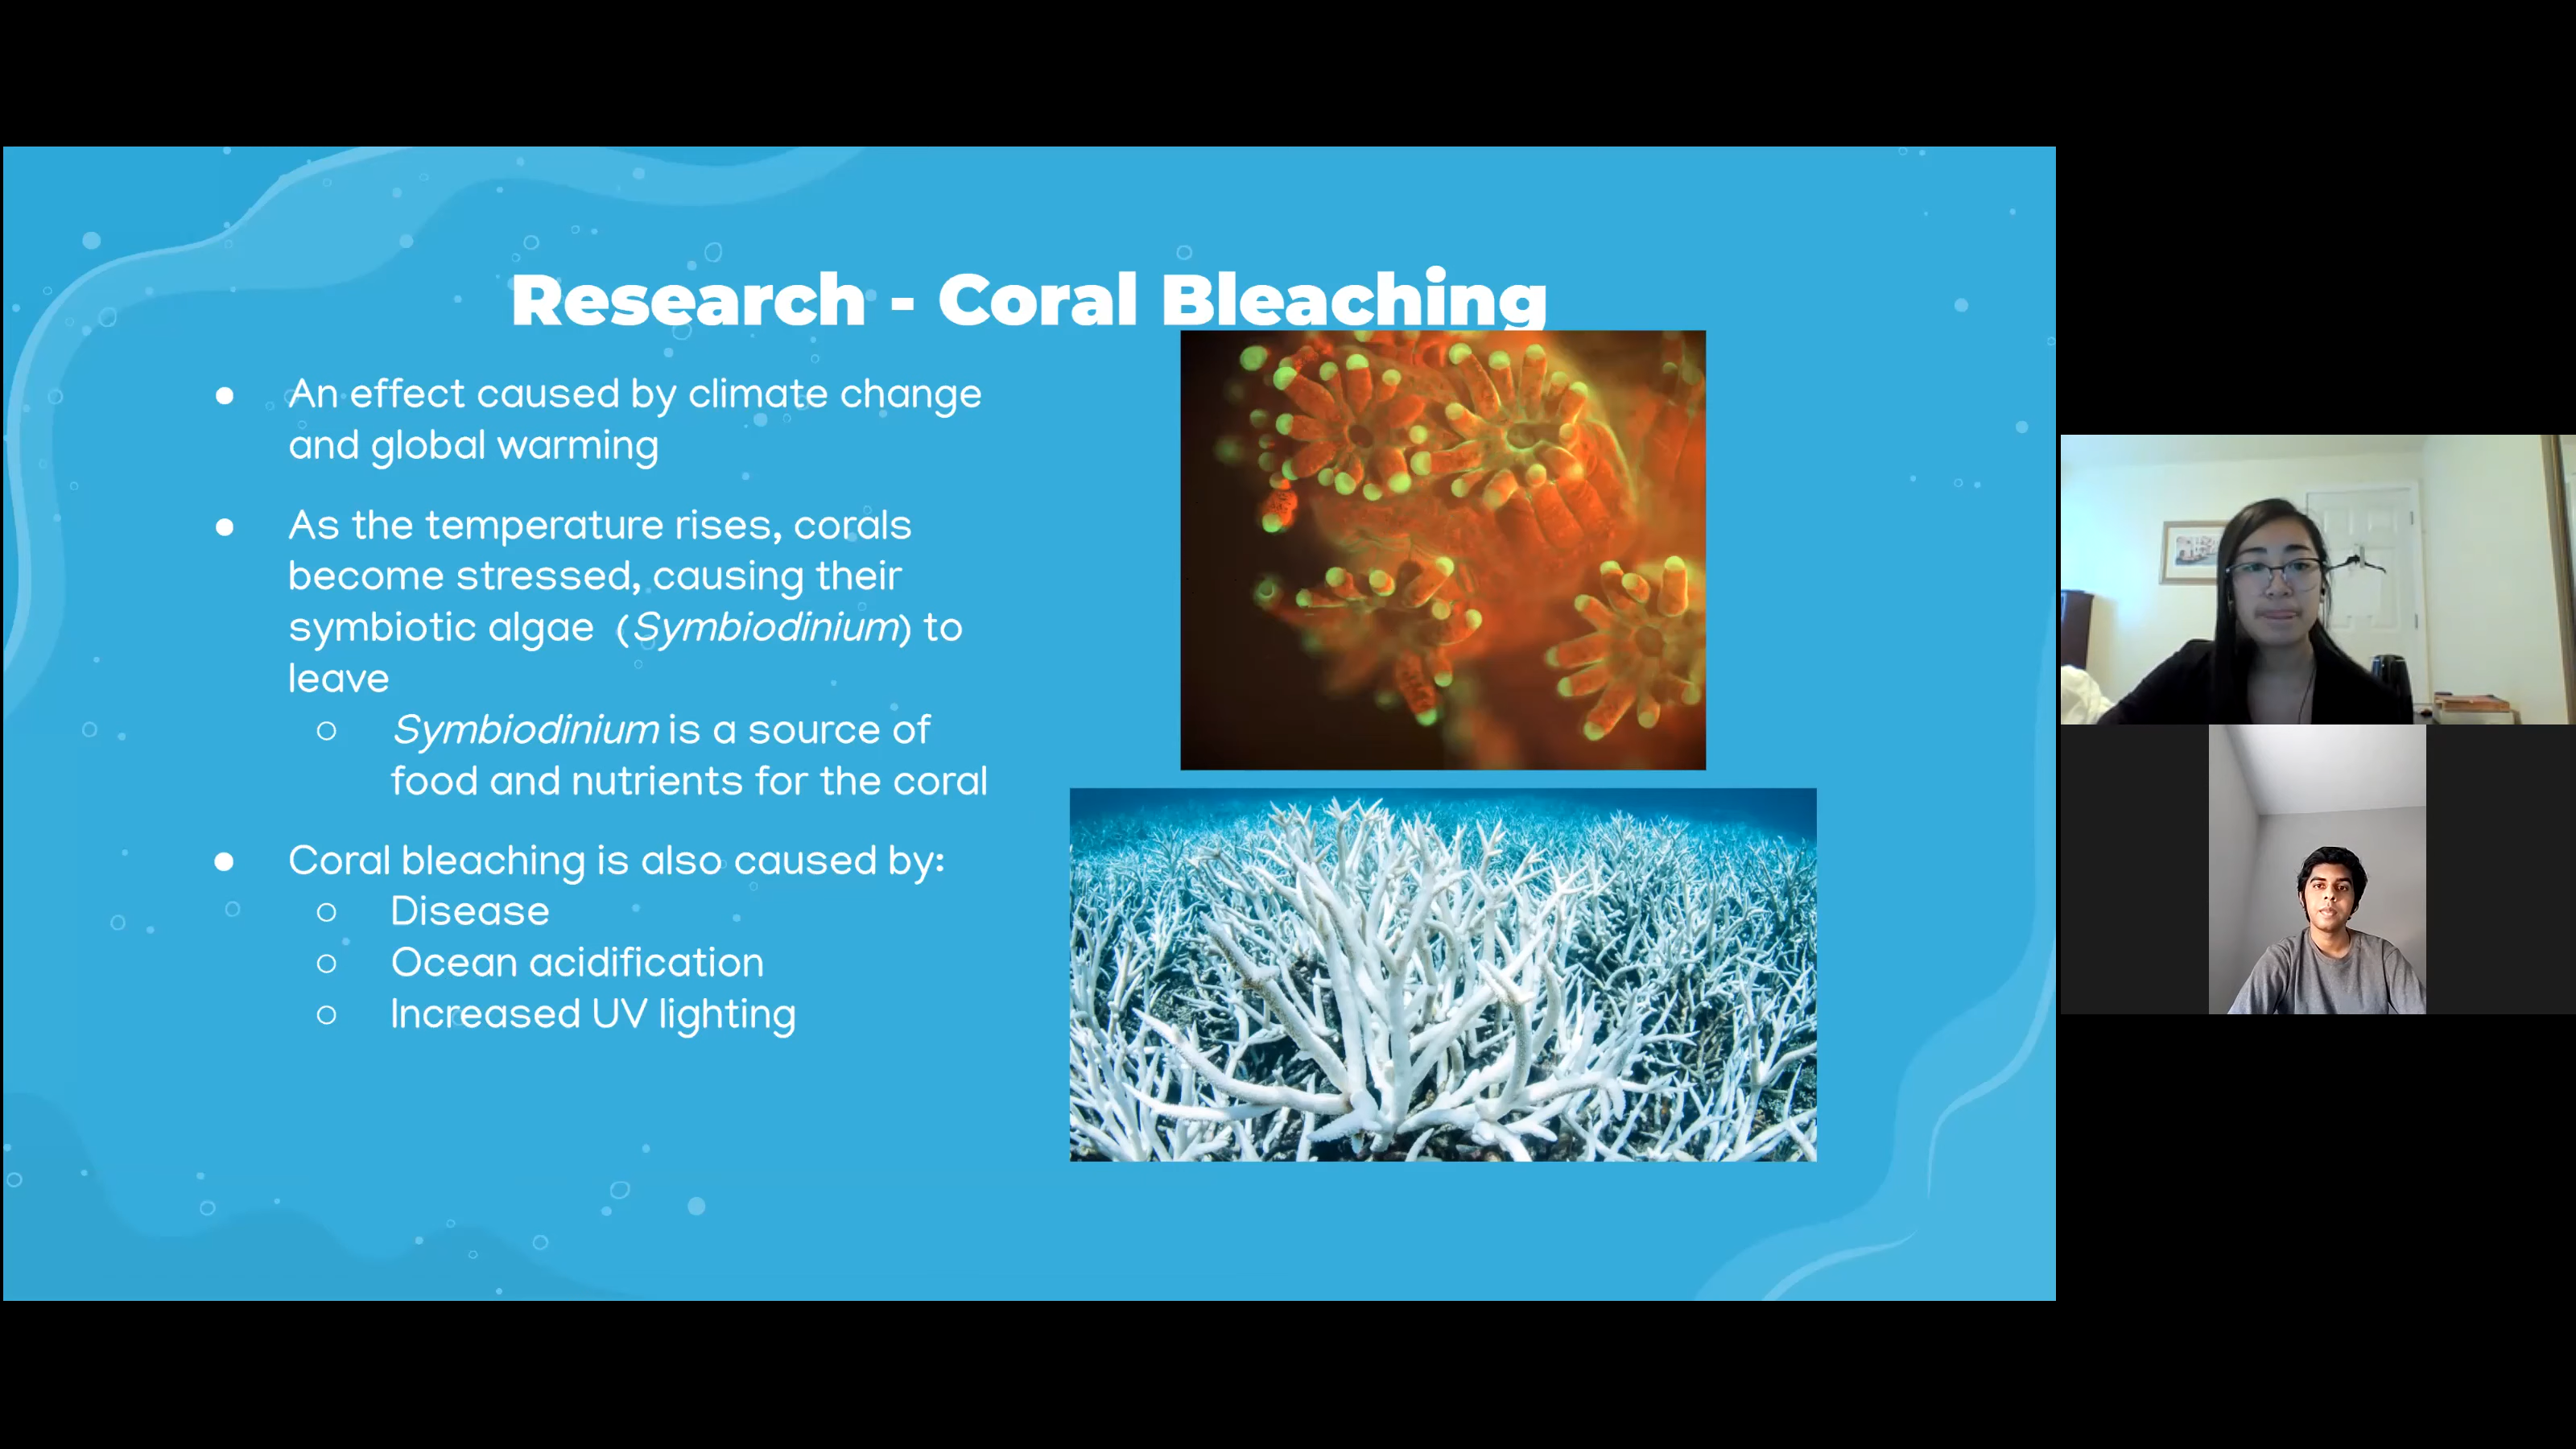 Research - Coral Bleaching
● An effect caused by climate change
and global warming
● As the temperature rises, corals
become stressed, causing their
symbiotic algae (Symbiodinium) to
leave
○ Symbiodinium is a source of
food and nutrients for the coral
● Coral bleaching is also caused by:
○ Disease
○ Ocean acidification
○ Increased UV lighting